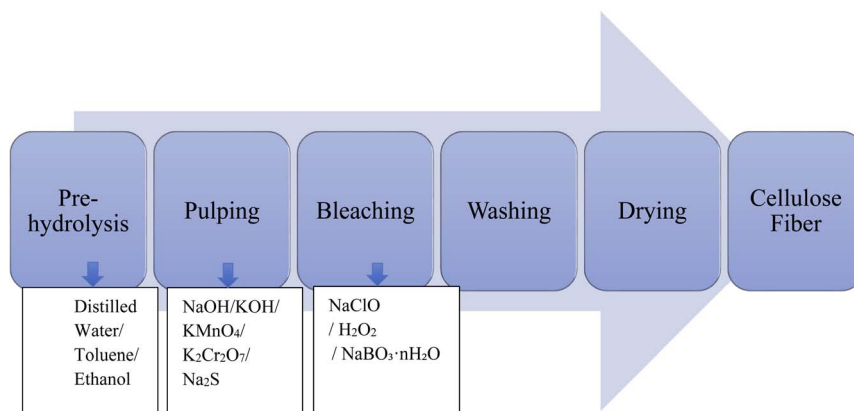 Pre-
hydrolysis
Pulping
Bleaching
Washing
Drying
Cellulose
Fiber
Distilled
Water/
Toluene/
Ethanol
NaOH/KOH/
KMnO₄/
K₂Cr₂O₇/
Na₂S
NaClO
/ H₂O₂
/ NaBO₃·nH₂O